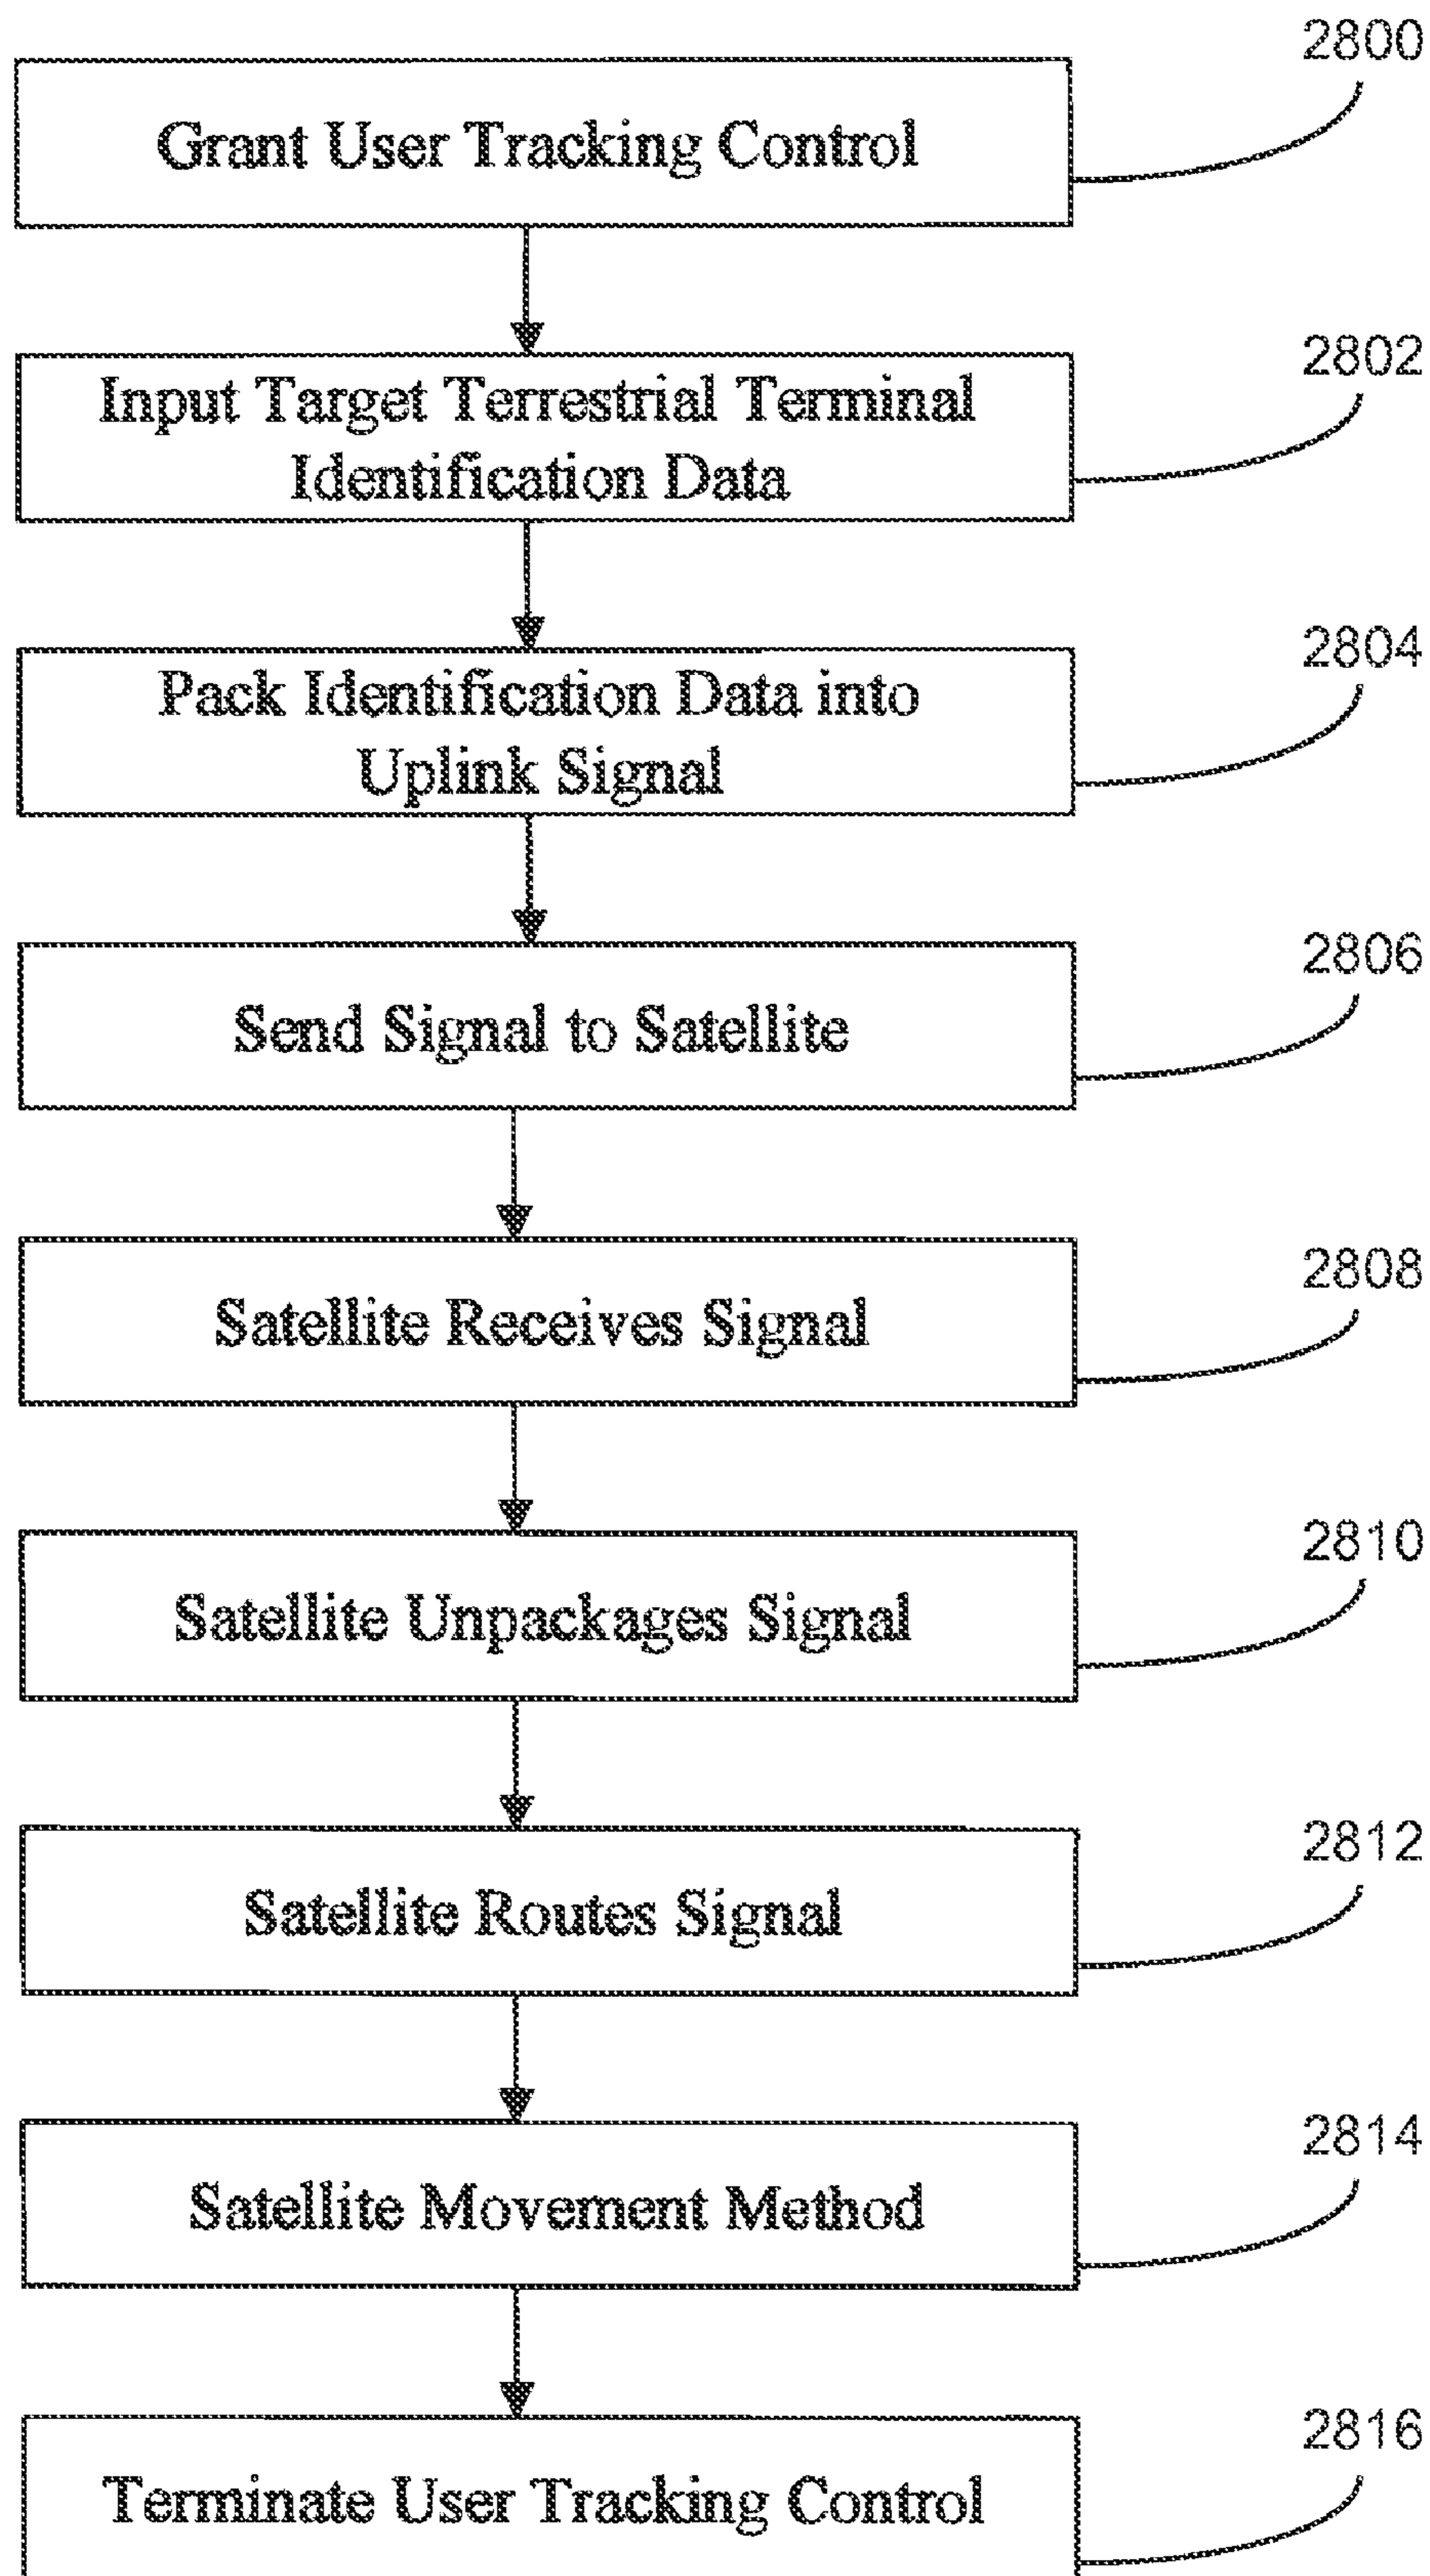 2800
Grant User Tracking Control
2802
Input Target Terrestrial Terminal
Identification Data
2804
Pack Identification Data into
Uplink Signal
2806
Send Signal to Satellite
2808
Satellite Receives Signal
2810
Satellite Unpackages Signal
2812
Satellite Routes Signal
2814
Satellite Movement Method
2816
Terminate User Tracking Control